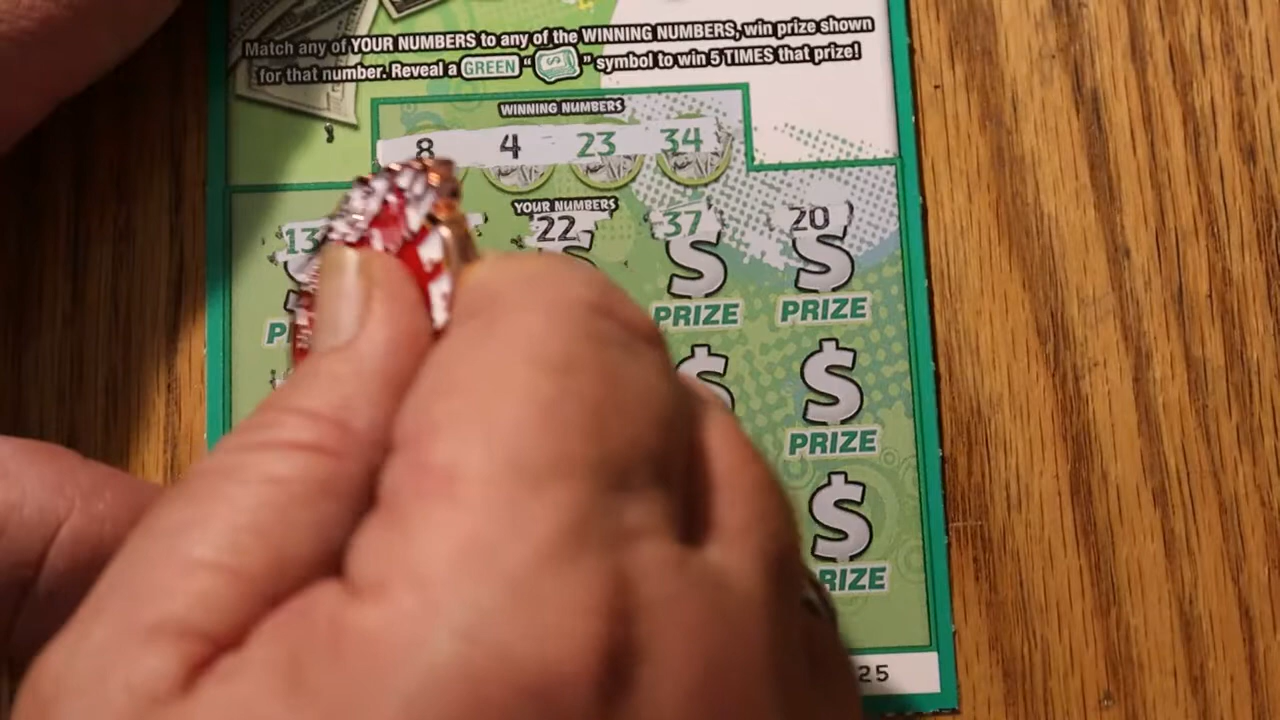 Match any of YOUR NUMBERS to any of the WINNING NUMBERS, win prize shown
for that number. Reveal a GREEN " $ " symbol to win 5 TIMES that prize!
WINNING NUMBERS
8 4 23 34
YOUR NUMBERS
13 22 37 20
$ $
PRIZE PRIZE
$ $
PRIZE
$
25